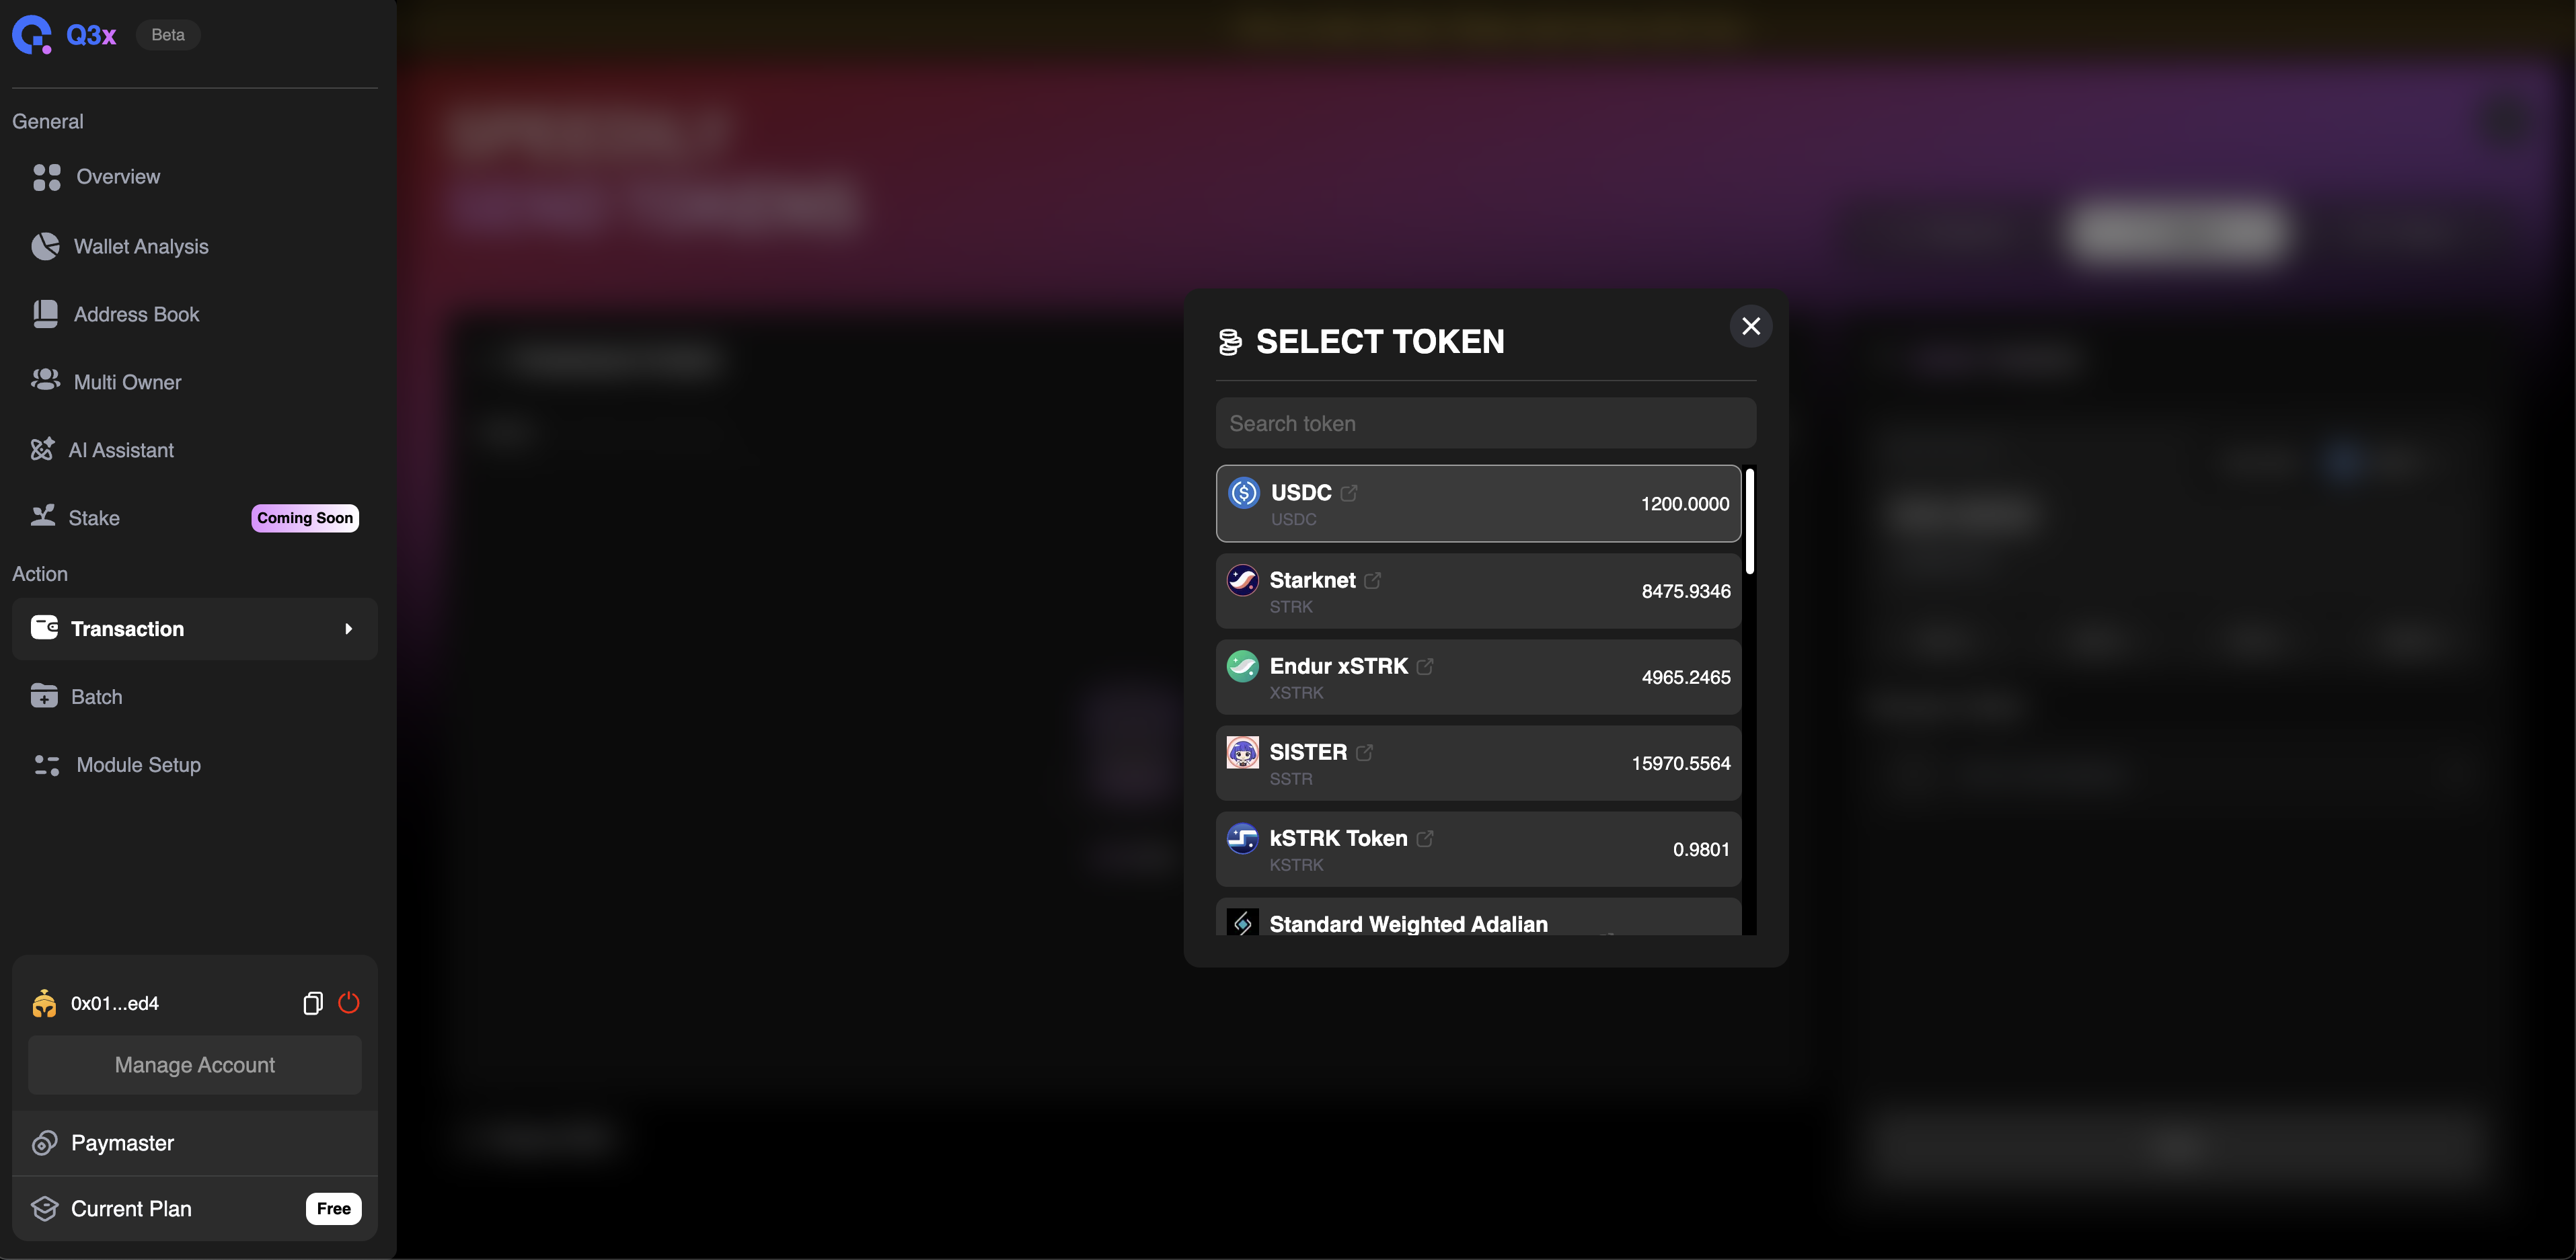 Q3x
Beta
General
Overview
Wallet Analysis
Address Book
Multi Owner
AI Assistant
Stake
Coming Soon
Action
Transaction
Batch
Module Setup
0x01...ed4
Manage Account
Paymaster
Current Plan
Free
SELECT TOKEN
Search token
USDC
USDC
1200.0000
Starknet
STRK
8475.9346
Endur xSTRK
XSTRK
4965.2465
SISTER
SSTR
15970.5564
kSTRK Token
KSTRK
0.9801
Standard Weighted Adalian